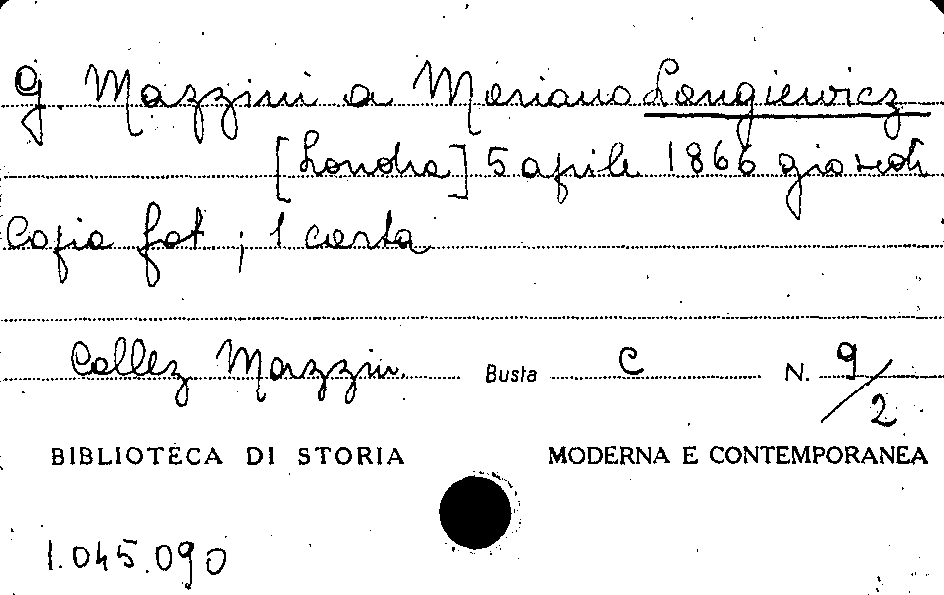 G. Mazzini a Mariano Langiewicz
[Londra] 5 aprile 1866 giovedì
Copia fot. ; 1 carta
Collez Mazzin. Busta C N. 9/2
BIBLIOTECA DI STORIA MODERNA E CONTEMPORANEA
1.045.090